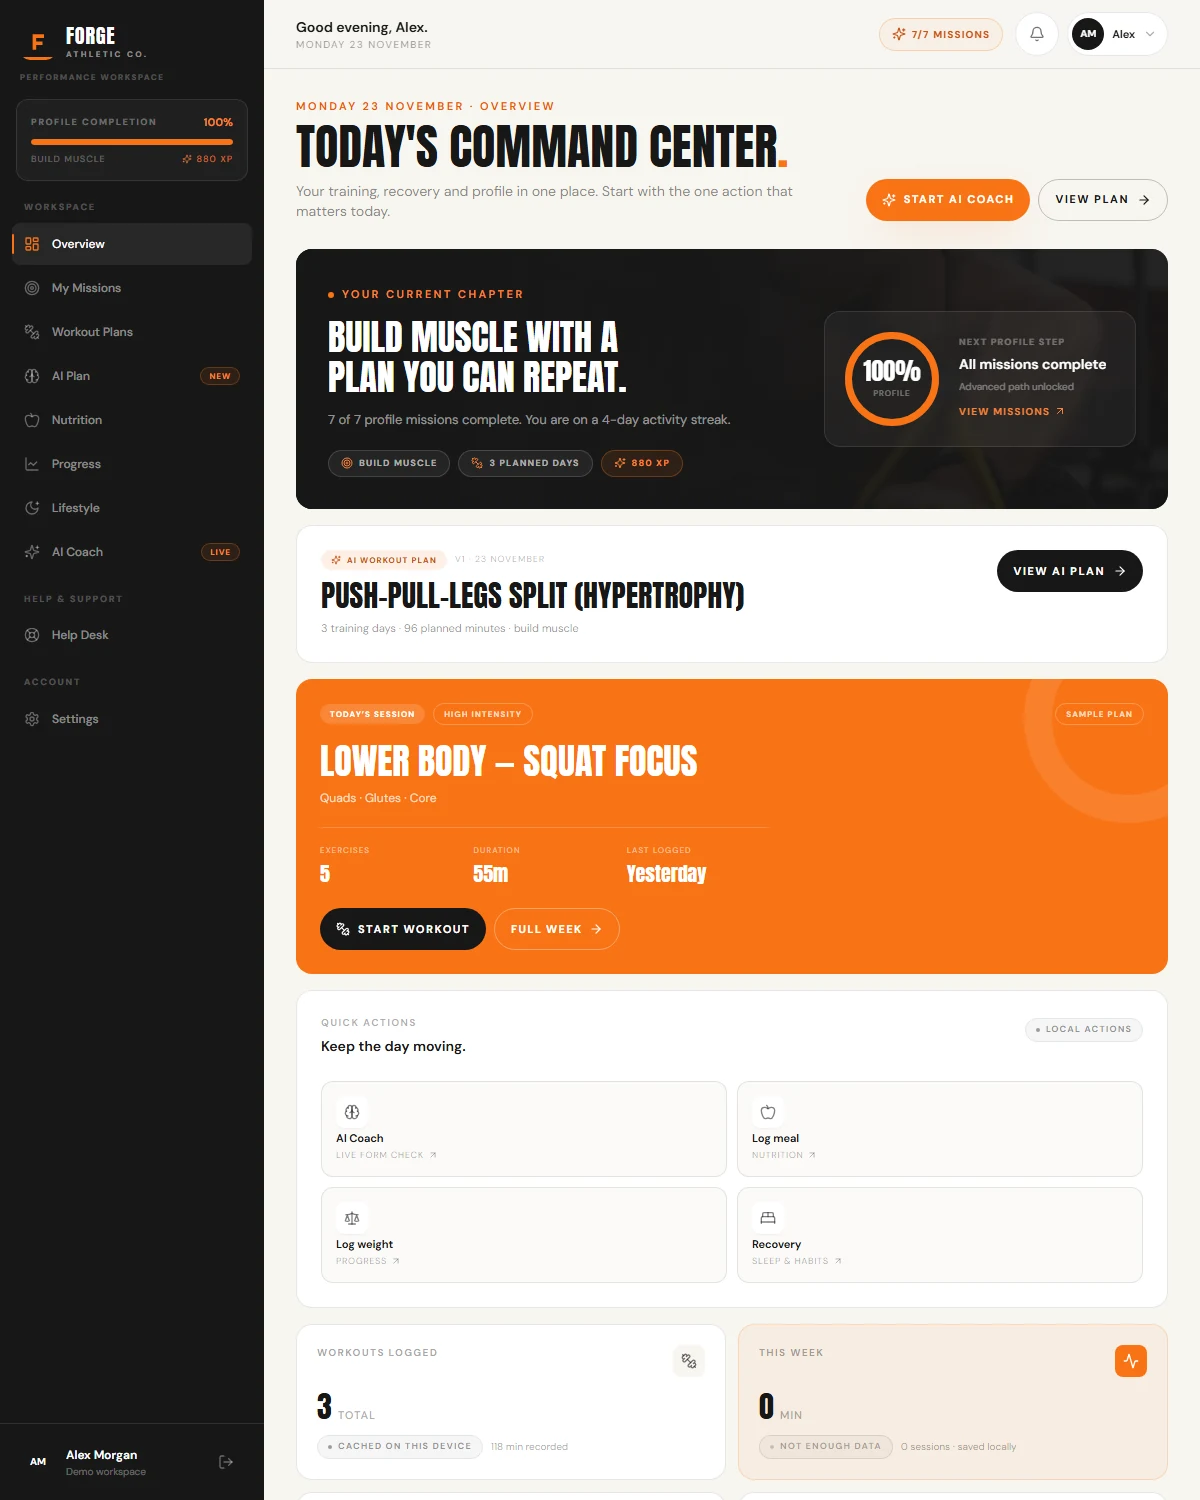 F
FORGE
ATHLETIC CO.
PERFORMANCE WORKSPACE
PROFILE COMPLETION 100%
BUILD MUSCLE 880 XP
WORKSPACE
Overview
My Missions
Workout Plans
AI Plan NEW
Nutrition
Progress
Lifestyle
AI Coach LIVE
HELP & SUPPORT
Help Desk
ACCOUNT
Settings
AM
Alex Morgan
Demo workspace
Good evening, Alex.
MONDAY 23 NOVEMBER
7/7 MISSIONS
AM Alex
MONDAY 23 NOVEMBER · OVERVIEW
TODAY'S COMMAND CENTER.
Your training, recovery and profile in one place. Start with the one action that
matters today.
START AI COACH
VIEW PLAN
YOUR CURRENT CHAPTER
BUILD MUSCLE WITH A
PLAN YOU CAN REPEAT.
7 of 7 profile missions complete. You are on a 4-day activity streak.
BUILD MUSCLE
3 PLANNED DAYS
880 XP
100%
PROFILE
NEXT PROFILE STEP
All missions complete
Advanced path unlocked
VIEW MISSIONS
AI WORKOUT PLAN V1 · 23 NOVEMBER
PUSH-PULL-LEGS SPLIT (HYPERTROPHY)
3 training days · 96 planned minutes · build muscle
VIEW AI PLAN
TODAY'S SESSION
HIGH INTENSITY
SAMPLE PLAN
LOWER BODY — SQUAT FOCUS
Quads · Glutes · Core
EXERCISES
5
DURATION
55m
LAST LOGGED
Yesterday
START WORKOUT
FULL WEEK
QUICK ACTIONS
Keep the day moving.
LOCAL ACTIONS
AI Coach
LIVE FORM CHECK
Log meal
NUTRITION
Log weight
PROGRESS
Recovery
SLEEP & HABITS
WORKOUTS LOGGED
3 TOTAL
CACHED ON THIS DEVICE 118 min recorded
THIS WEEK
0 MIN
NOT ENOUGH DATA 0 sessions · saved locally